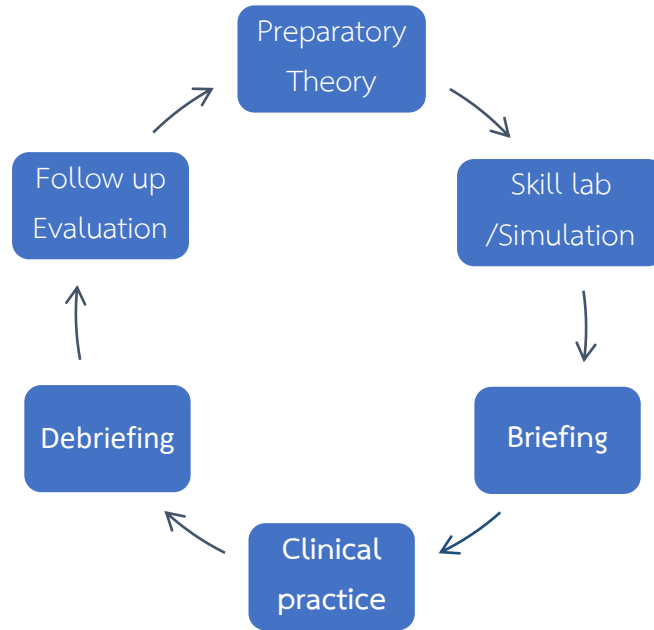 Preparatory
Theory
Skill lab
/Simulation
Briefing
Clinical
practice
Debriefing
Follow up
Evaluation